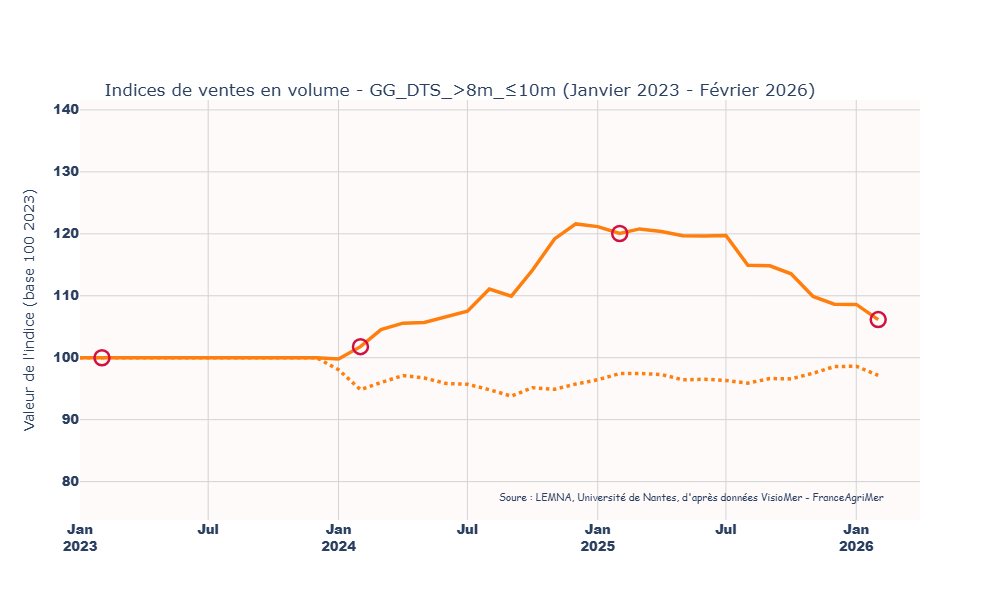 Indices de ventes en volume - GG_DTS_>8m_≤10m (Janvier 2023 - Février 2026)
Valeur de l'indice (base 100 2023)
140
130
120
110
100
90
80
Soure : LEMNA, Université de Nantes, d'après données VisioMer - FranceAgriMer
Jan Jul Jan Jul Jan Jul Jan
2023 2024 2025 2026